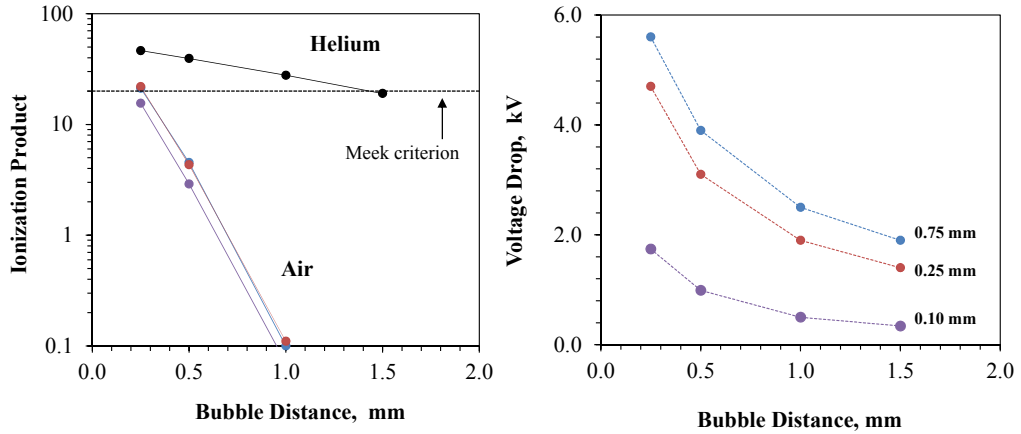 100
10
1
0.1
Ionization Product
Helium
Meek criterion
Air
0.0 0.5 1.0 1.5 2.0
Bubble Distance, mm
6.0
4.0
2.0
0.0
Voltage Drop, kV
0.75 mm
0.25 mm
0.10 mm
0.0 0.5 1.0 1.5 2.0
Bubble Distance, mm